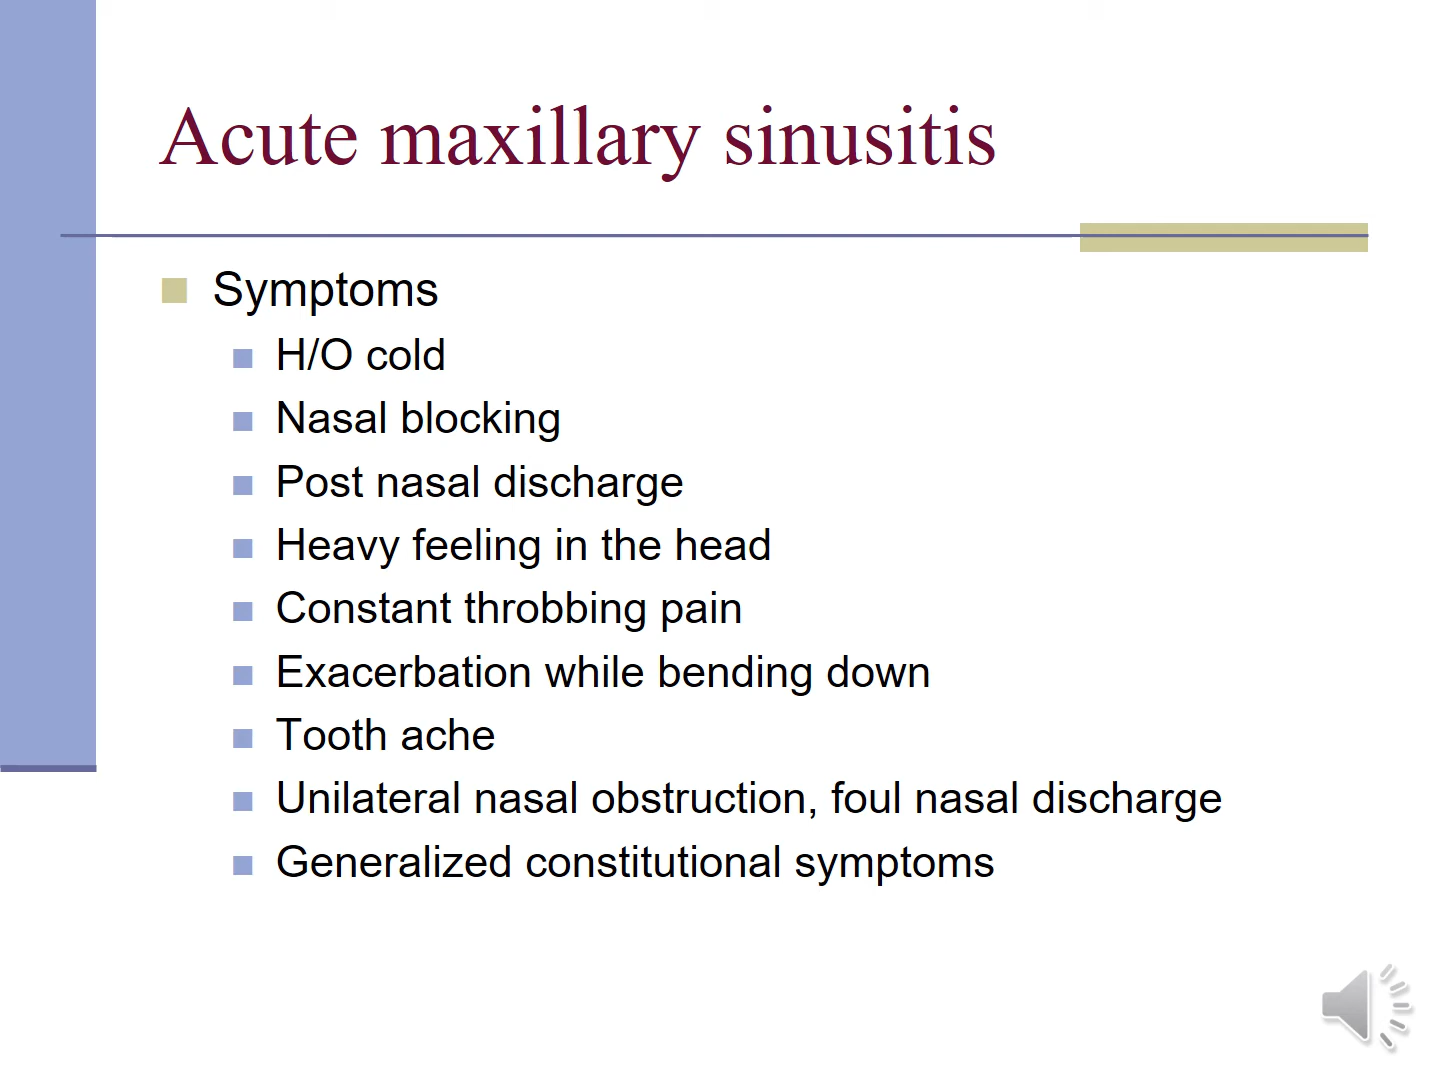 Acute maxillary sinusitis
Symptoms
H/O cold
Nasal blocking
Post nasal discharge
Heavy feeling in the head
Constant throbbing pain
Exacerbation while bending down
Tooth ache
Unilateral nasal obstruction, foul nasal discharge
Generalized constitutional symptoms